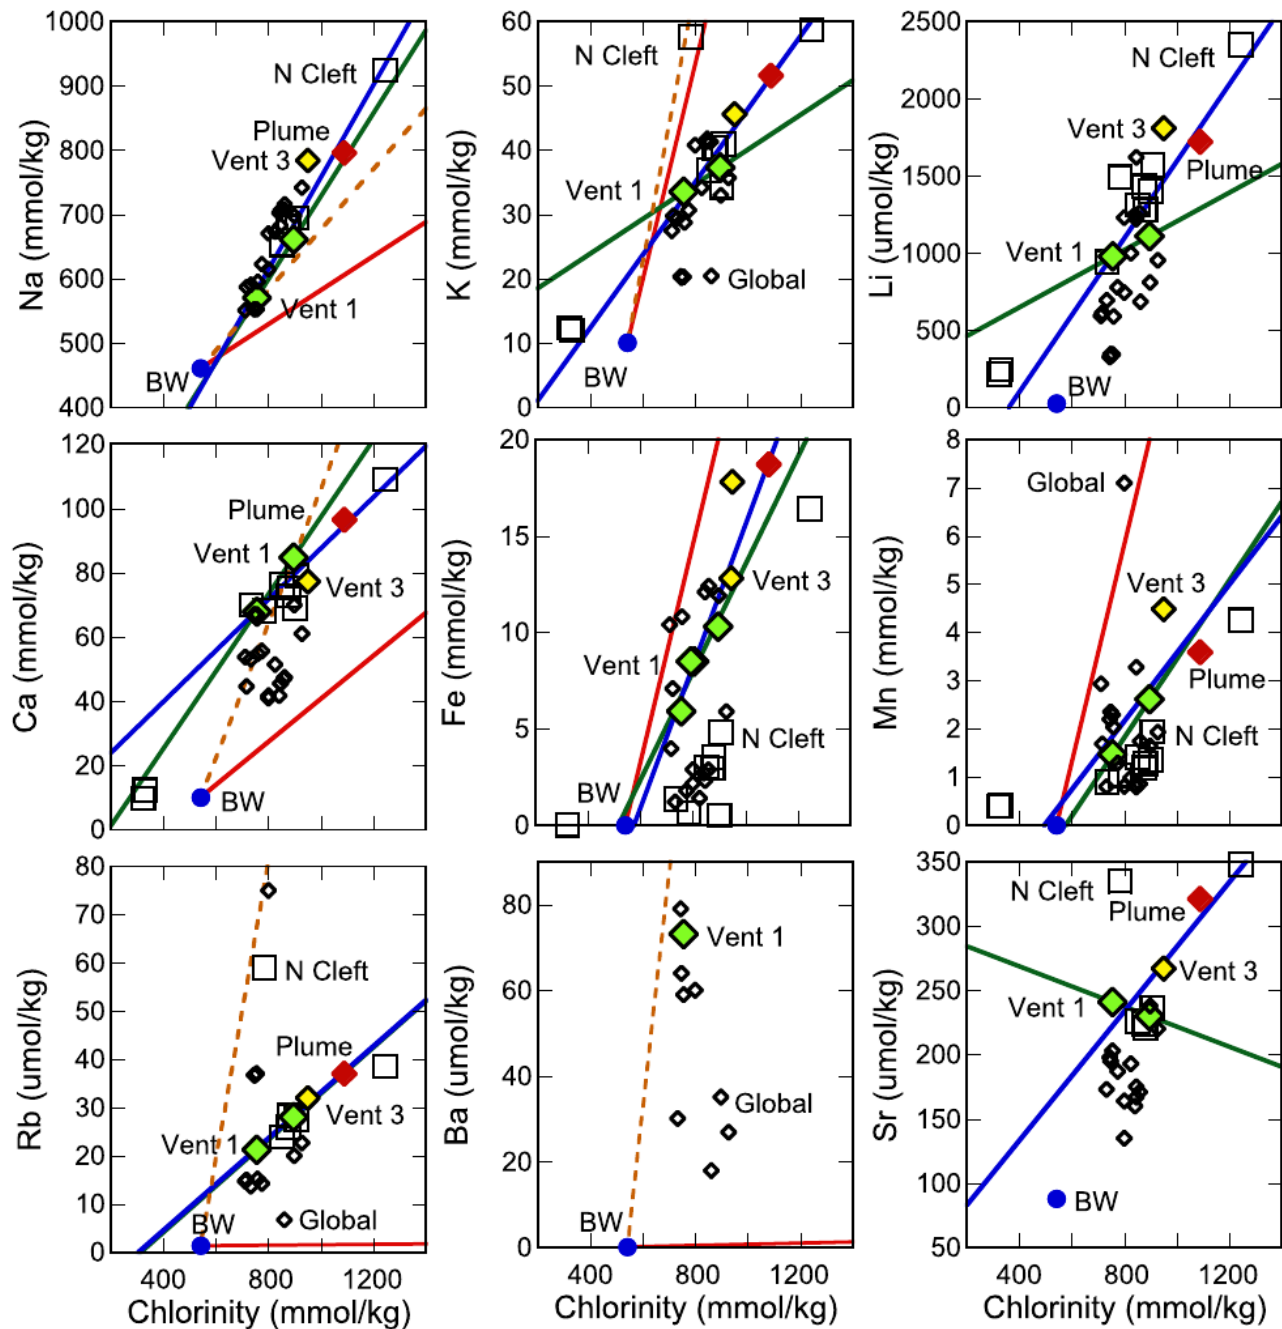 1000
900
800
700
600
500
400
Na (mmol/kg)
N Cleft
Plume
Vent 3
Vent 1
BW
60
50
40
30
20
10
0
K (mmol/kg)
N Cleft
Vent 1
Global
BW
2500
2000
1500
1000
500
0
Li (umol/kg)
N Cleft
Vent 3
Plume
Vent 1
BW
120
100
80
60
40
20
0
Ca (mmol/kg)
Plume
Vent 1
Vent 3
BW
20
15
10
5
0
Fe (mmol/kg)
Vent 3
Vent 1
N Cleft
BW
8
7
6
5
4
3
2
1
0
Mn (mmol/kg)
Global
Vent 3
Plume
N Cleft
BW
80
70
60
50
40
30
20
10
0
Rb (umol/kg)
N Cleft
Plume
Vent 3
Vent 1
BW
Global
400 800 1200
Chlorinity (mmol/kg)
80
60
40
20
0
Ba (umol/kg)
Vent 1
Global
BW
400 800 1200
Chlorinity (mmol/kg)
350
300
250
200
150
100
50
Sr (umol/kg)
N Cleft
Plume
Vent 3
Vent 1
BW
400 800 1200
Chlorinity (mmol/kg)